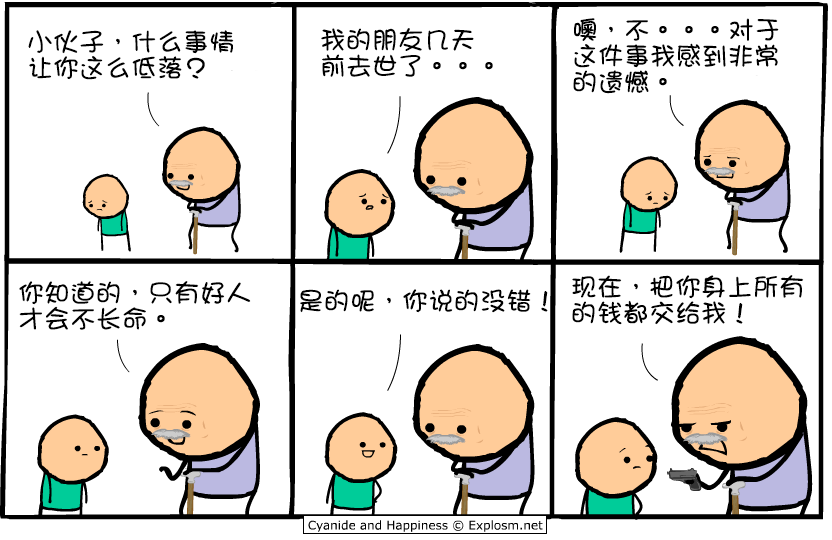 小伙子，什么事情
让你这么低落？
我的朋友几天
前去世了。。。
噢，不。。。对于
这件事我感到非常
的遗憾。
你知道的，只有好人
才会不长命。
是的呢，你说的没错！
现在，把你身上所有
的钱都交给我！
Cyanide and Happiness © Explosm.net